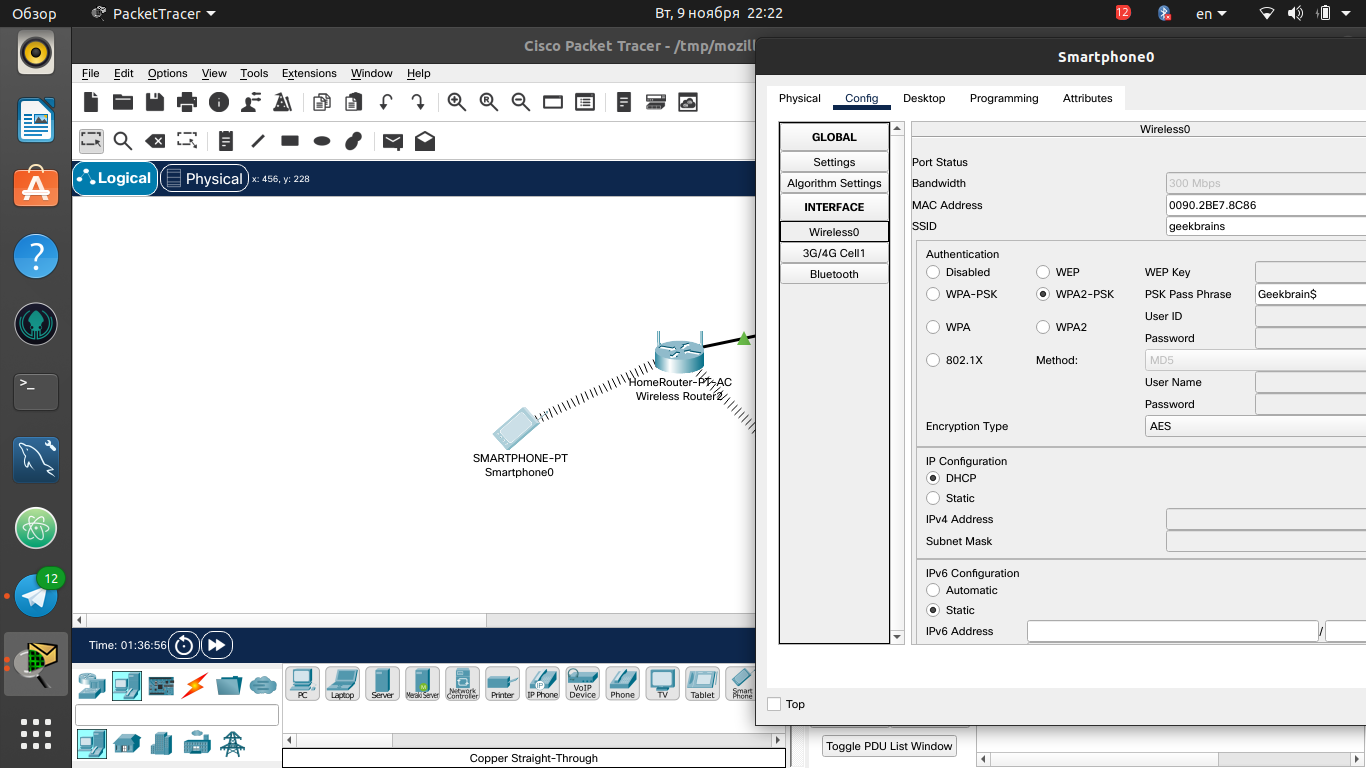 Обзор PacketTracer Вт, 9 ноября 22:22 12 en
Cisco Packet Tracer - /tmp/mozill
Smartphone0
File Edit Options View Tools Extensions Window Help
Logical Physical x: 456, y: 228
HomeRouter-PT-AC
Wireless Router2
SMARTPHONE-PT
Smartphone0
Physical Config Desktop Programming Attributes
GLOBAL
Settings
Algorithm Settings
INTERFACE
Wireless0
3G/4G Cell1
Bluetooth
Wireless0
Port Status
Bandwidth 300 Mbps
MAC Address 0090.2BE7.8C86
SSID geekbrains
Authentication
Disabled WEP WEP Key
WPA-PSK WPA2-PSK PSK Pass Phrase Geekbrain$
User ID
WPA WPA2
Password
802.1X Method: MD5
User Name
Password
Encryption Type AES
IP Configuration
DHCP
Static
IPv4 Address
Subnet Mask
IPv6 Configuration
Automatic
Static
IPv6 Address /
Top
12
Time: 01:36:56
PC Laptop Server MerakiServer Network Controller Printer IP Phone VoIP Device Phone TV Tablet Smart Phone
IP
VoIP
Copper Straight-Through
Toggle PDU List Window